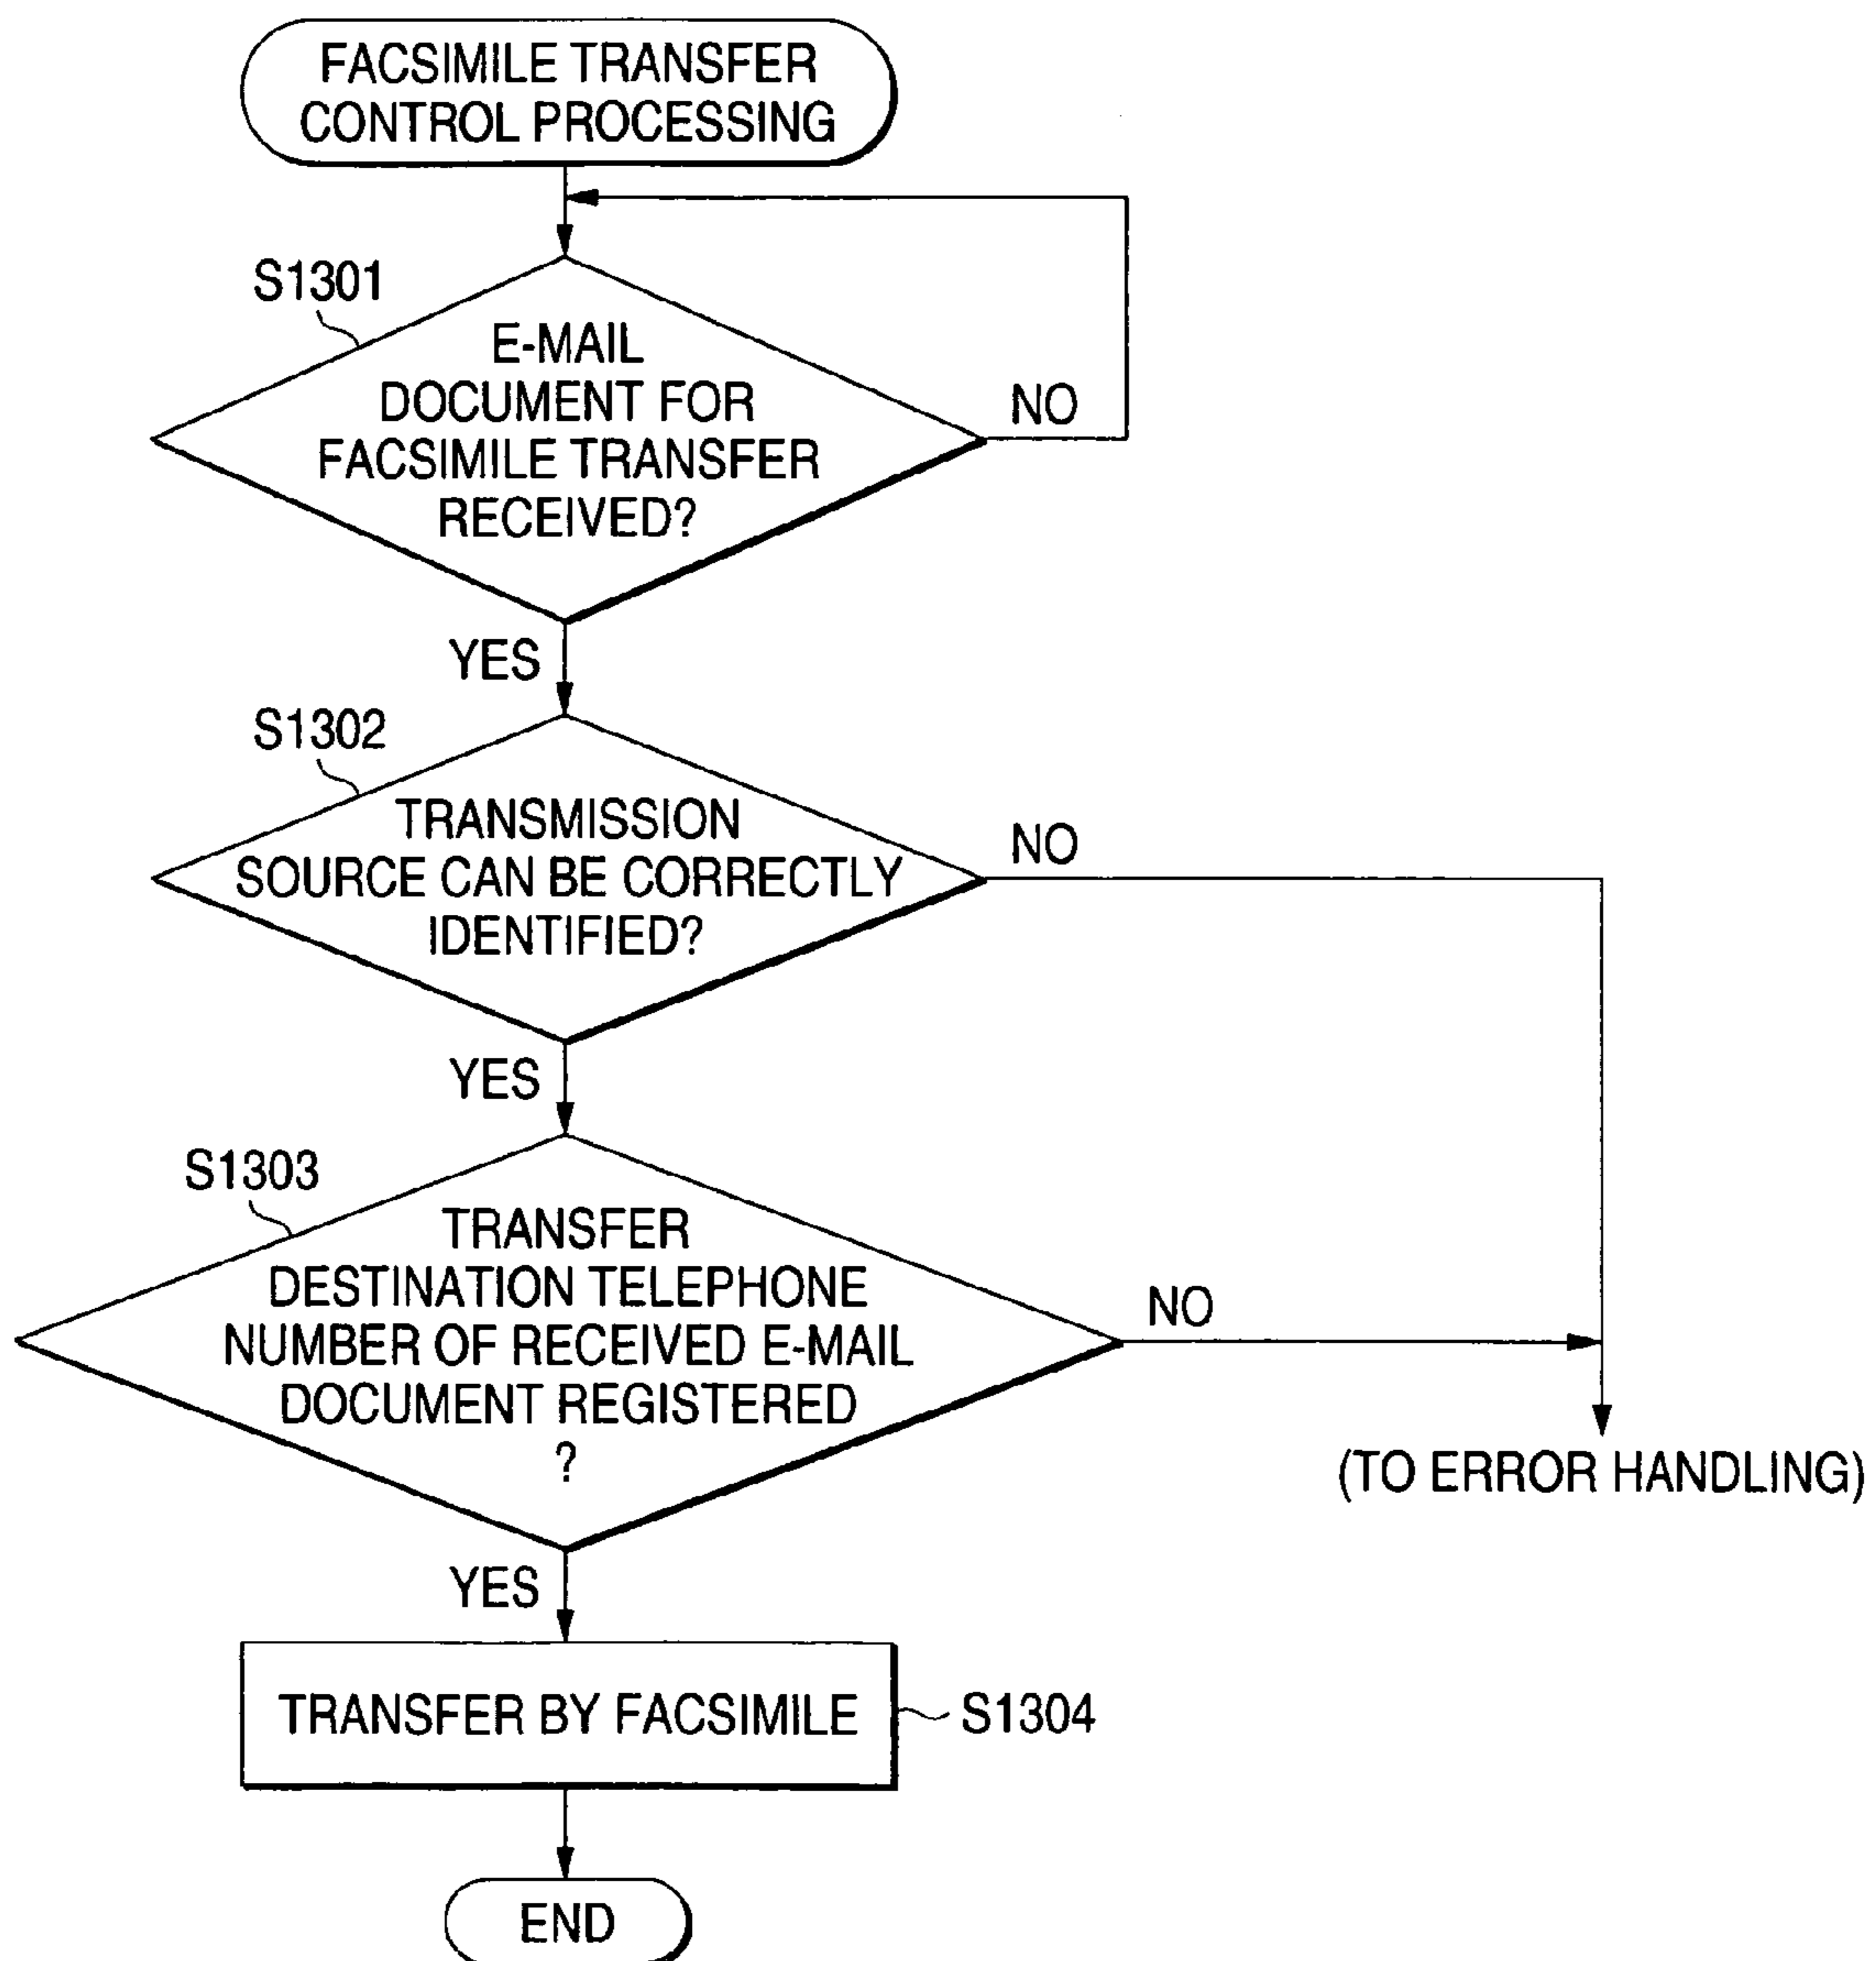 FACSIMILE TRANSFER
CONTROL PROCESSING
S1301
E-MAIL
DOCUMENT FOR
FACSIMILE TRANSFER
RECEIVED?
NO
YES
S1302
TRANSMISSION
SOURCE CAN BE CORRECTLY
IDENTIFIED?
NO
YES
S1303
TRANSFER
DESTINATION TELEPHONE
NUMBER OF RECEIVED E-MAIL
DOCUMENT REGISTERED
?
NO
(TO ERROR HANDLING)
YES
TRANSFER BY FACSIMILE
S1304
END